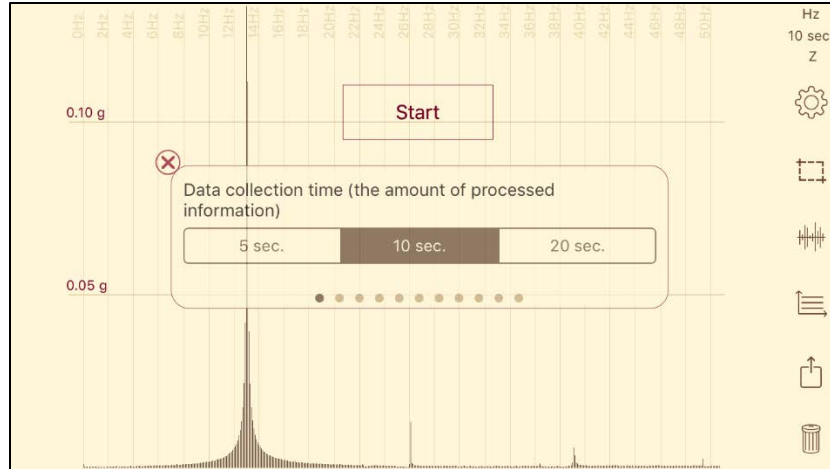 0Hz
2Hz
4Hz
6Hz
8Hz
10Hz
12Hz
14Hz
16Hz
18Hz
20Hz
22Hz
24Hz
26Hz
28Hz
30Hz
32Hz
34Hz
36Hz
38Hz
40Hz
42Hz
44Hz
46Hz
48Hz
50Hz
Hz
10 sec
Z
0.10 g
Start
Data collection time (the amount of processed
information)
5 sec.
10 sec.
20 sec.
0.05 g